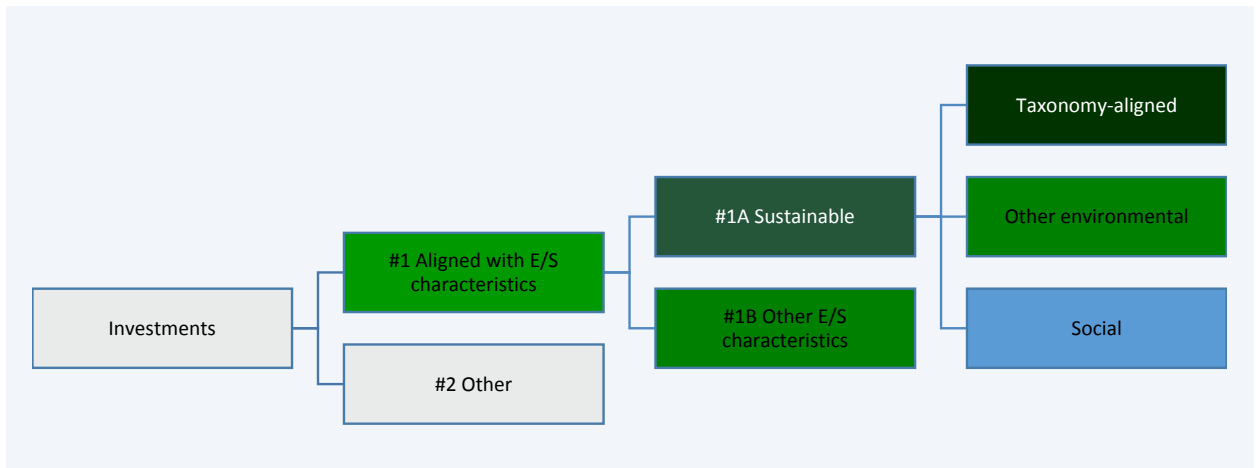 Investments
#1 Aligned with E/S
characteristics
#2 Other
#1A Sustainable
#1B Other E/S
characteristics
Taxonomy-aligned
Other environmental
Social